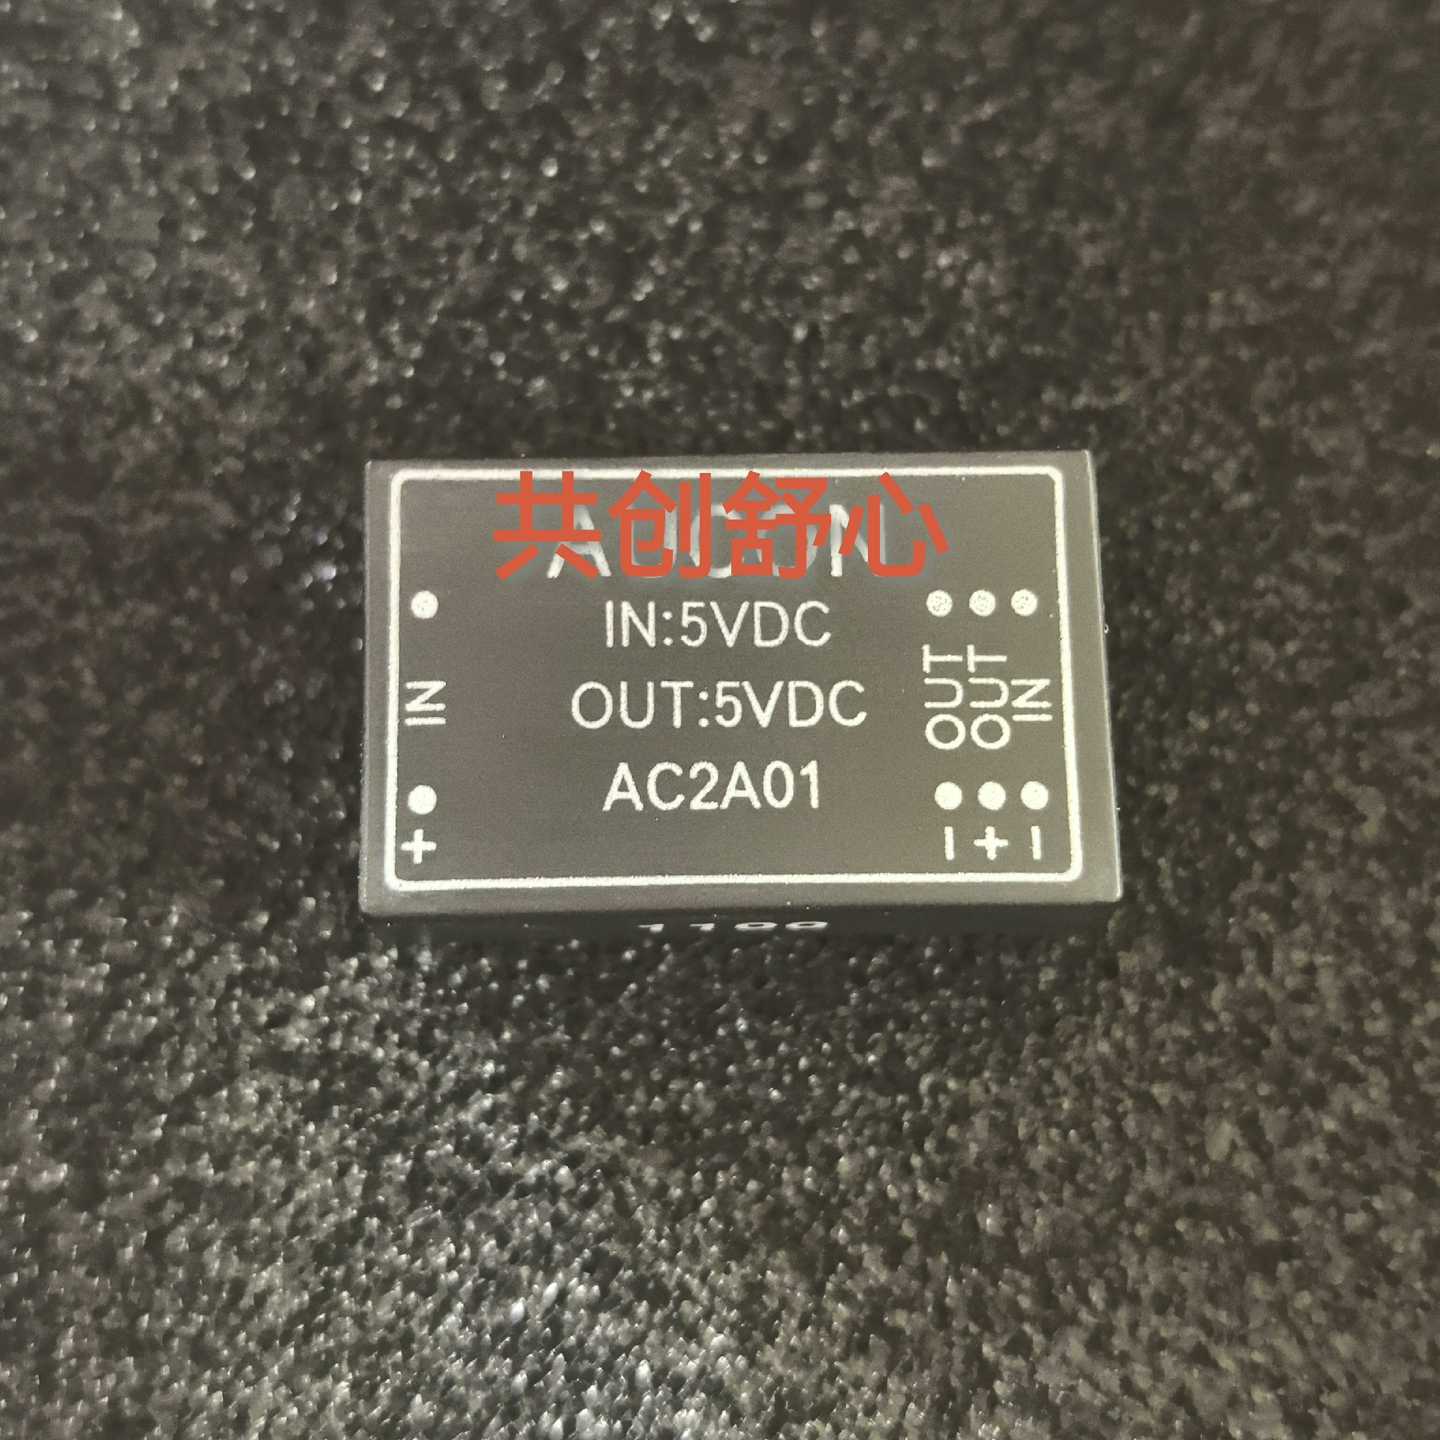 共创舒心
IN:5VDC
OUT:5VDC
AC2A01
IN
+
OUT
OUT
IN
- + -